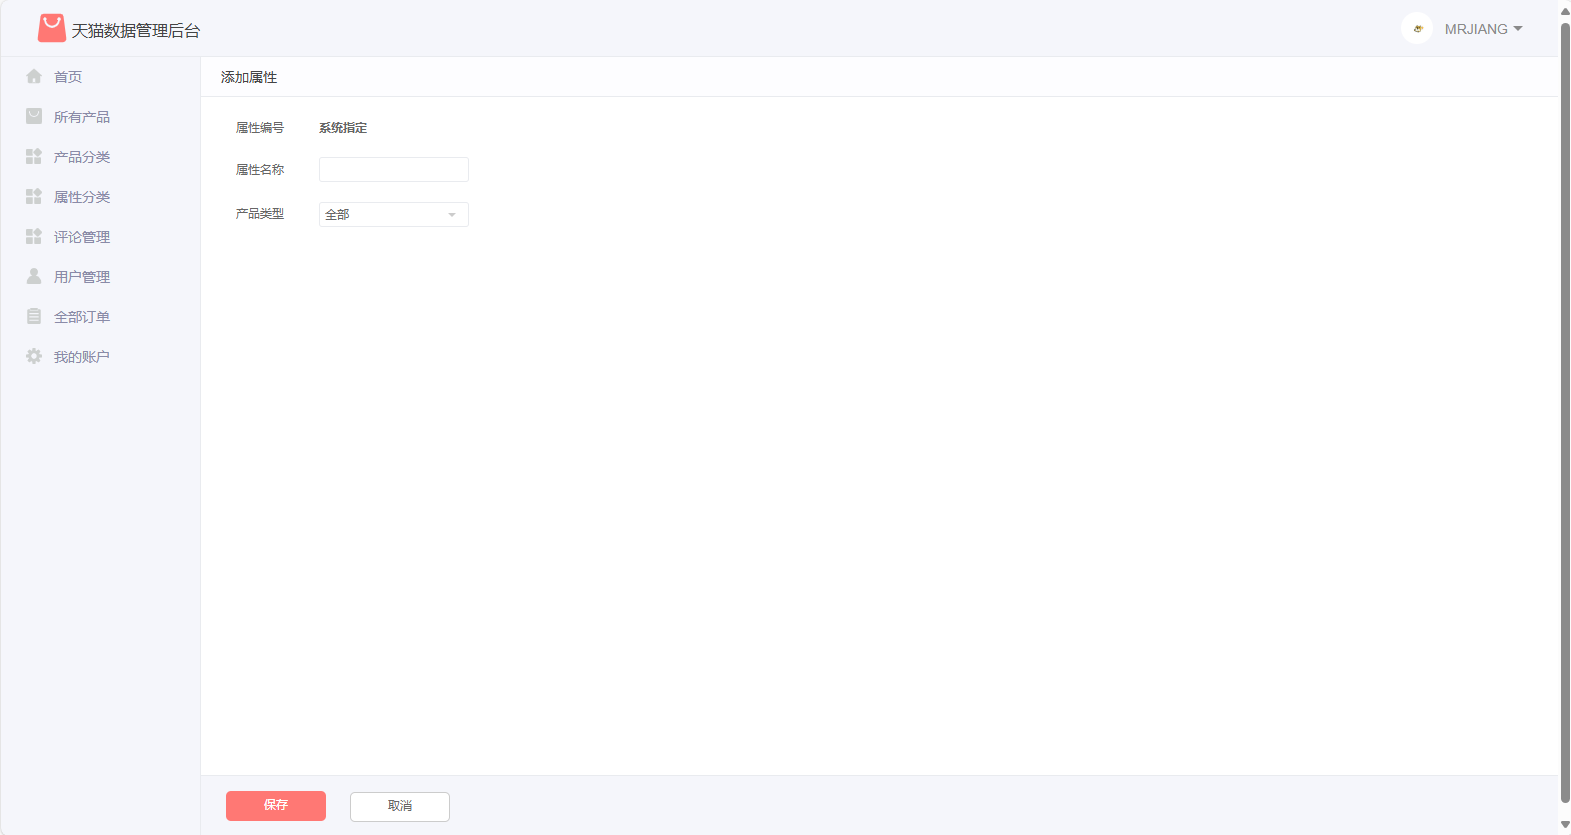 天猫数据管理后台
MRJIANG
首页
所有产品
产品分类
属性分类
评论管理
用户管理
全部订单
我的账户
添加属性
属性编号 系统指定
属性名称
产品类型 全部
保存 取消